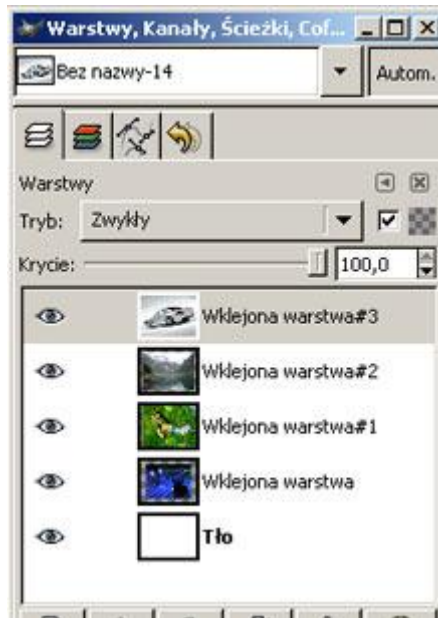 Warstwy, Kanały, Ścieżki, Cof...
Bez nazwy-14
Autom.
Warstwy
Tryb: Zwykły
Krycie: 100,0
Wklejona warstwa#3
Wklejona warstwa#2
Wklejona warstwa#1
Wklejona warstwa
Tło